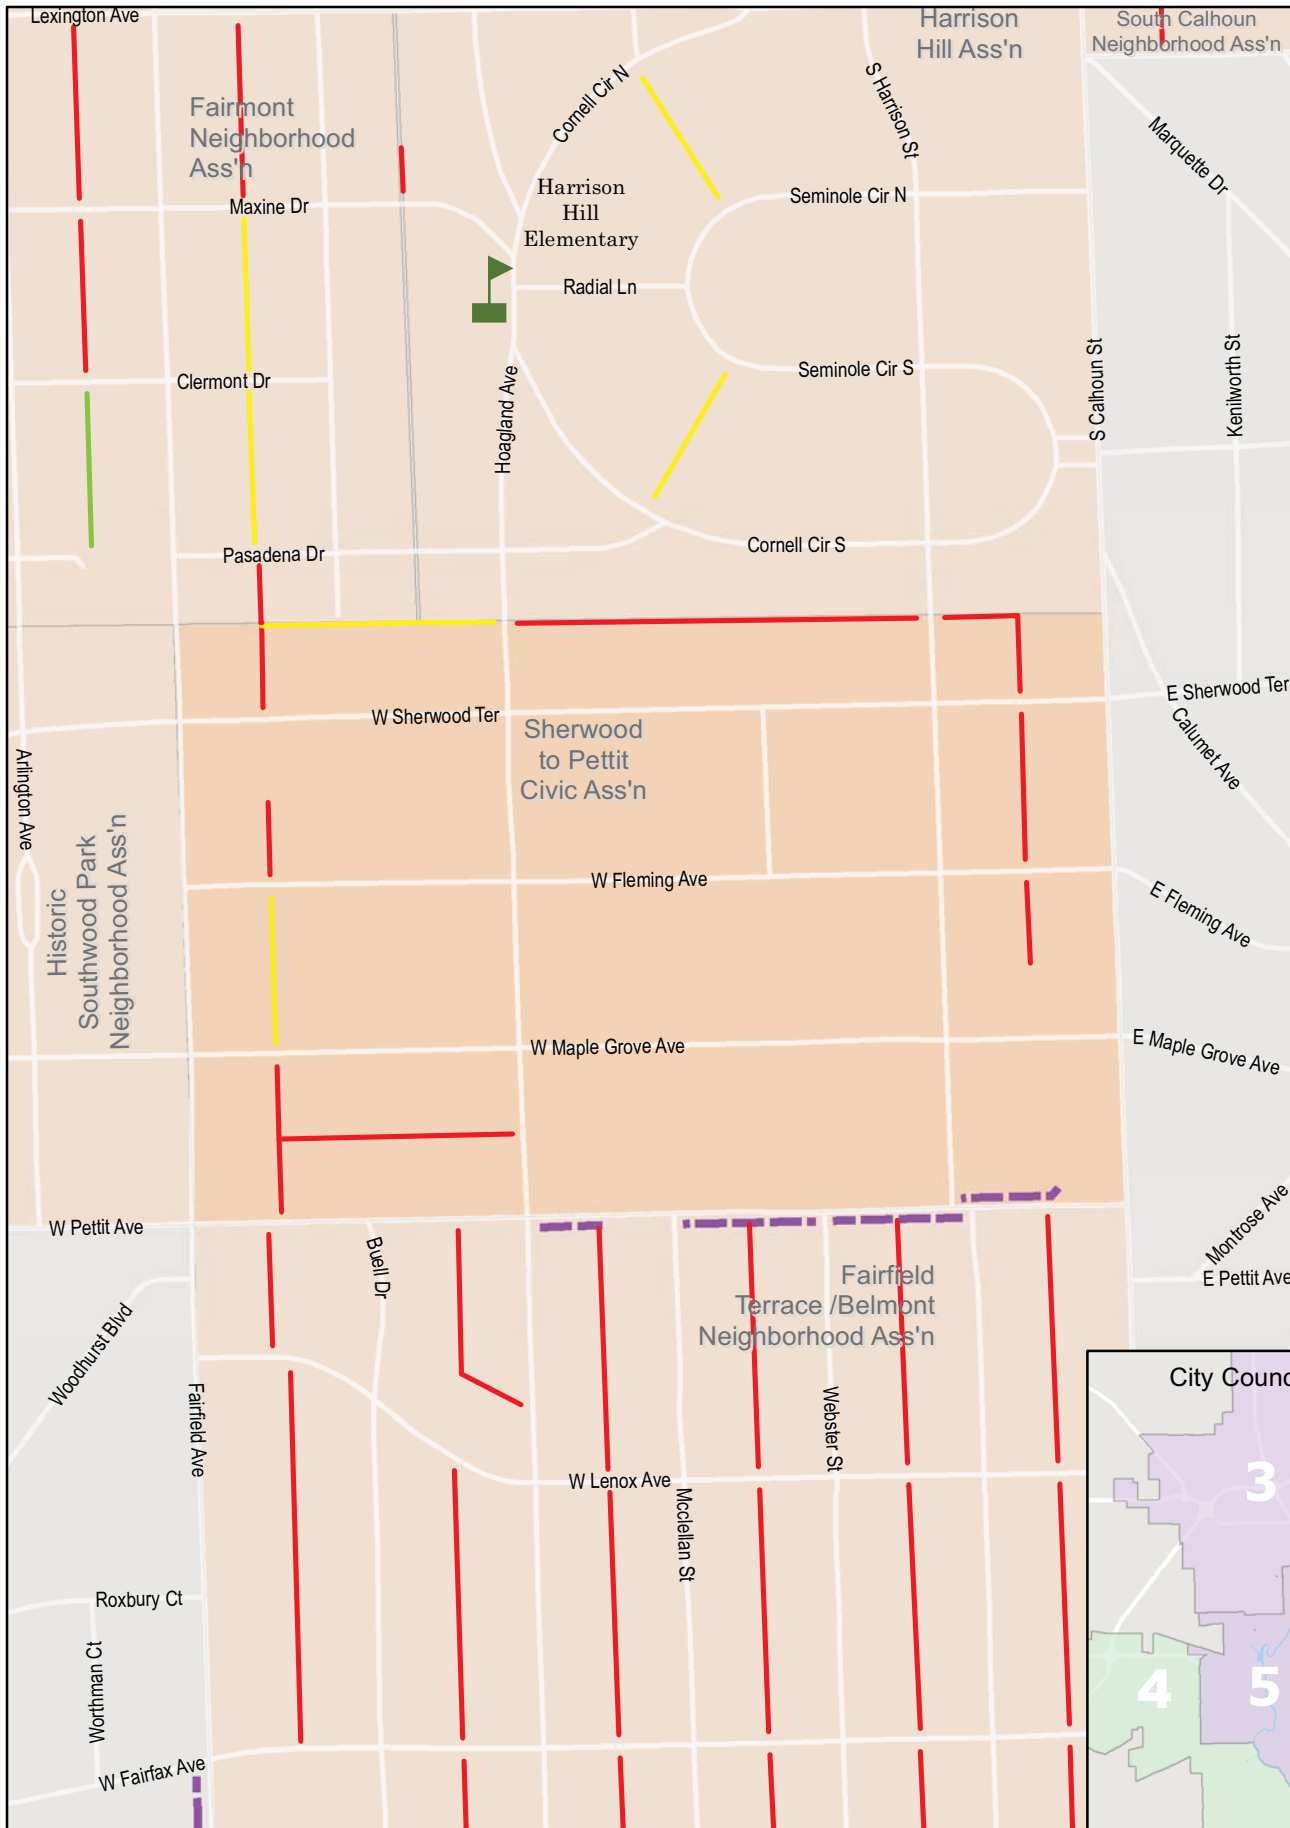 Lexington Ave
Harrison
Hill Ass'n
South Calhoun
Neighborhood Ass'n
Fairmont
Neighborhood
Ass'n
Cornell Cir N
S Harrison St
Marquette Dr
Harrison
Hill
Elementary
Maxine Dr
Seminole Cir N
Radial Ln
Clermont Dr
Hoagland Ave
Seminole Cir S
S Calhoun St
Kenilworth St
Pasadena Dr
Cornell Cir S
W Sherwood Ter
Sherwood
to Pettit
Civic Ass'n
E Sherwood Ter
Calumet Ave
Arlington Ave
Historic
Southwood Park
Neighborhood Ass'n
W Fleming Ave
E Fleming Ave
W Maple Grove Ave
E Maple Grove Ave
W Pettit Ave
Buell Dr
Montrose Ave
E Pettit Ave
Fairfield
Terrace /Belmont
Neighborhood Ass'n
Woodhurst Blvd
Fairfield Ave
Webster St
W Lenox Ave
Mcclellan St
City Counc
3
Roxbury Ct
Worthman Ct
4
5
W Fairfax Ave